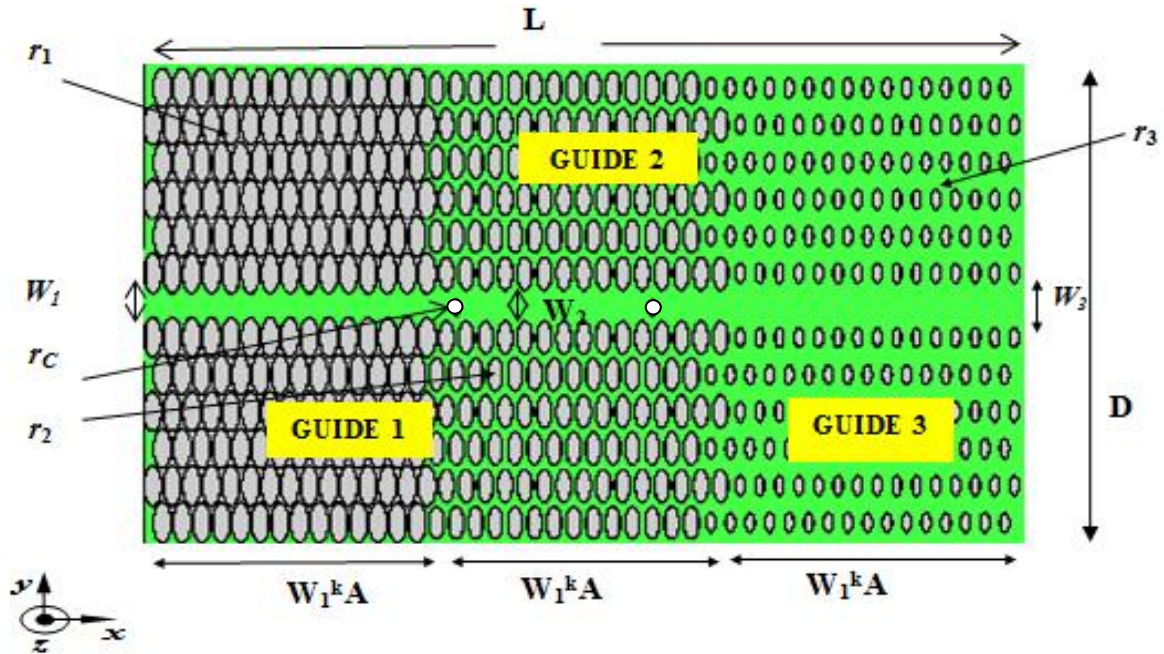 L
r1
GUIDE 2
r3
W1
W2
W3
rC
r2
GUIDE 1
GUIDE 3
D
W1kA
W1kA
W1kA
y
x
z